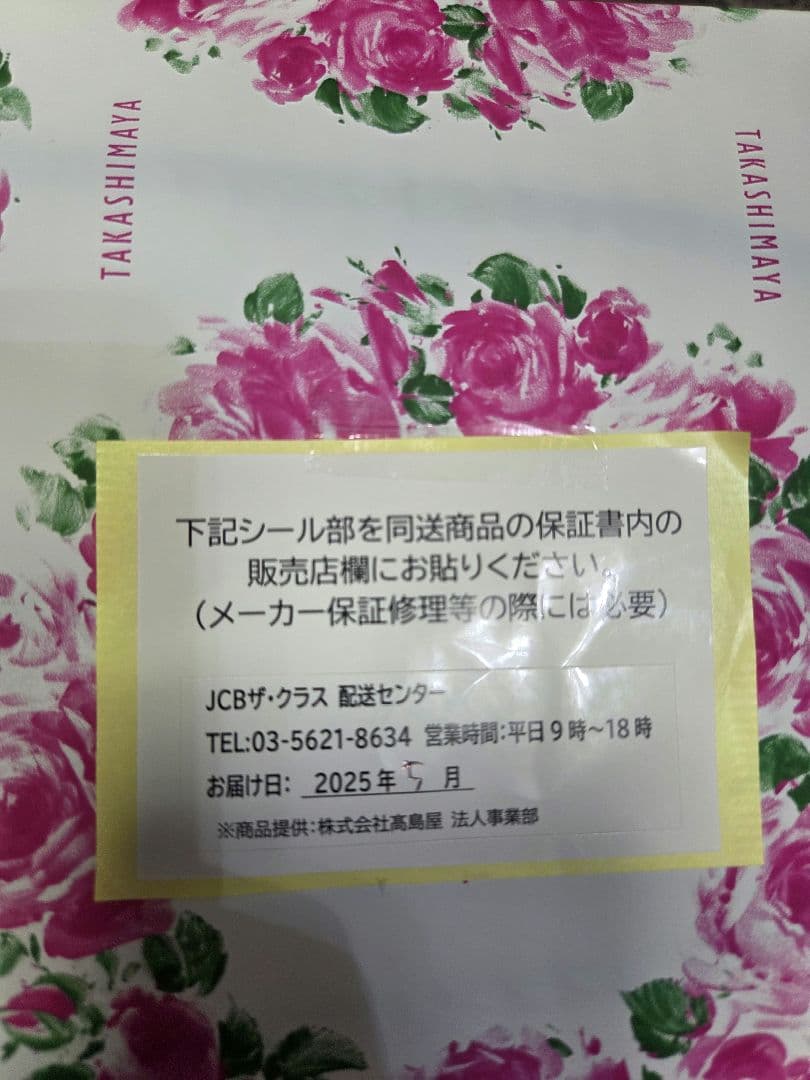 TAKASHIMAYA
TAKASHIMAYA
下記シール部を同送商品の保証書内の
販売店欄にお貼りください。
（メーカー保証修理等の際には必要）
JCBザ・クラス 配送センター
TEL:03-5621-8634 営業時間:平日9時～18時
お届け日: 2025年5月
※商品提供:株式会社髙島屋 法人事業部